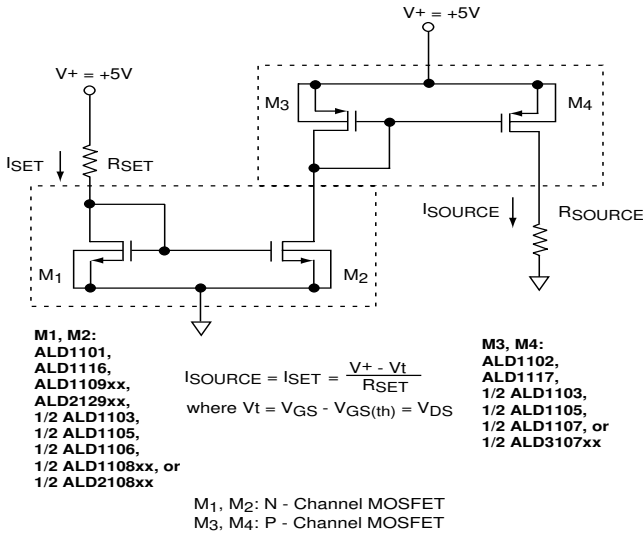 V+ = +5V
V+ = +5V
M3
M4
ISET
RSET
ISOURCE
RSOURCE
M1
M2
M1, M2:
ALD1101,
ALD1116,
ALD1109xx,
ALD2129xx,
1/2 ALD1103,
1/2 ALD1105,
1/2 ALD1106,
1/2 ALD1108xx, or
1/2 ALD2108xx
ISOURCE = ISET = V+ - Vt
RSET
where Vt = VGS - VGS(th) = VDS
M3, M4:
ALD1102,
ALD1117,
1/2 ALD1103,
1/2 ALD1105,
1/2 ALD1107, or
1/2 ALD3107xx
M1, M2: N - Channel MOSFET
M3, M4: P - Channel MOSFET